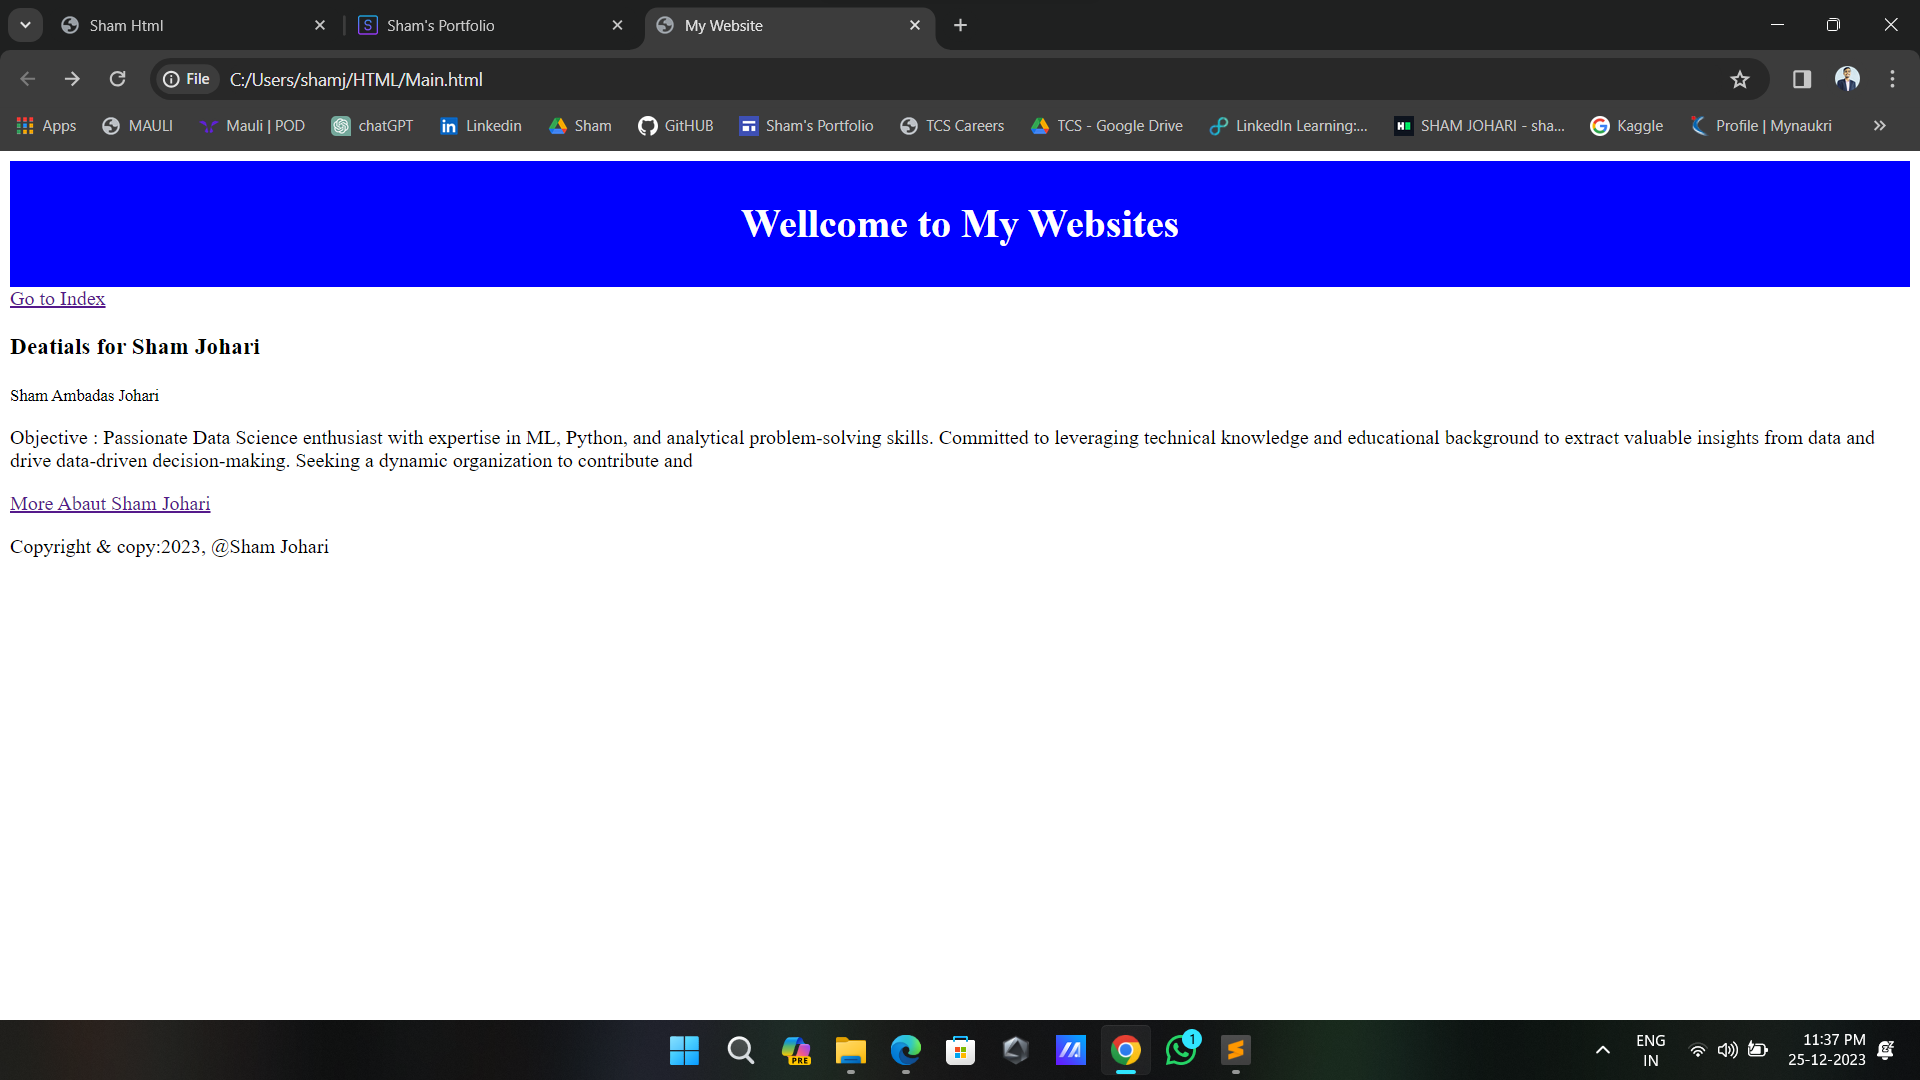 Sham Html
Sham's Portfolio
My Website
File C:/Users/shamj/HTML/Main.html
Apps MAULI Mauli | POD chatGPT Linkedin Sham GitHUB Sham's Portfolio TCS Careers TCS - Google Drive LinkedIn Learning:... SHAM JOHARI - sha... Kaggle Profile | Mynaukri
Wellcome to My Websites
Go to Index
Deatials for Sham Johari
Sham Ambadas Johari
Objective : Passionate Data Science enthusiast with expertise in ML, Python, and analytical problem-solving skills. Committed to leveraging technical knowledge and educational background to extract valuable insights from data and
drive data-driven decision-making. Seeking a dynamic organization to contribute and
More Abaut Sham Johari
Copyright & copy:2023, @Sham Johari
PRE
1
ENG
IN
11:37 PM
25-12-2023